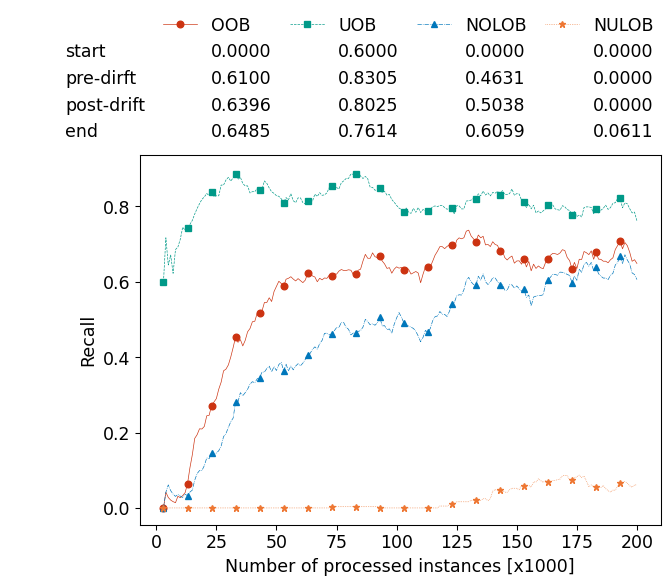 OOB UOB NOLOB NULOB
start 0.0000 0.6000 0.0000 0.0000
pre-dirft 0.6100 0.8305 0.4631 0.0000
post-drift 0.6396 0.8025 0.5038 0.0000
end 0.6485 0.7614 0.6059 0.0611
0.8
0.6
0.4
0.2
0.0
Recall
0 25 50 75 100 125 150 175 200
Number of processed instances [x1000]